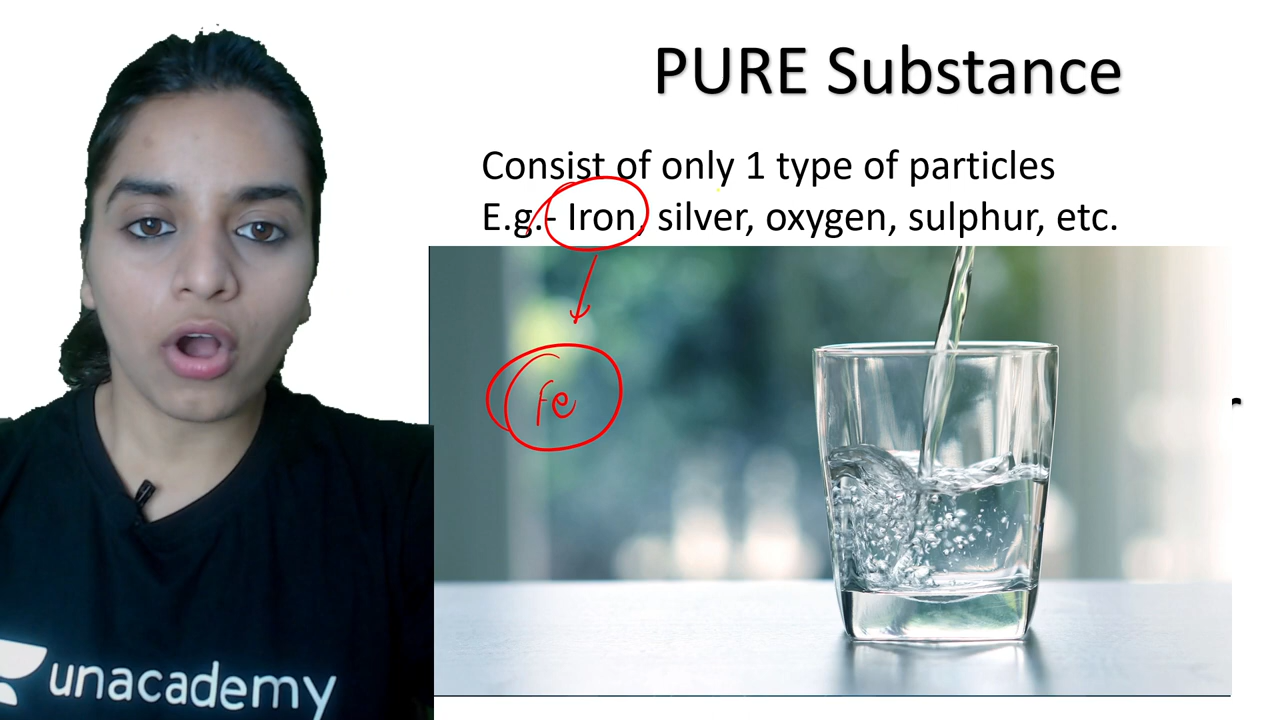 PURE Substance
Consist of only 1 type of particles
E.g.- Iron, silver, oxygen, sulphur, etc.
fe
unacademy